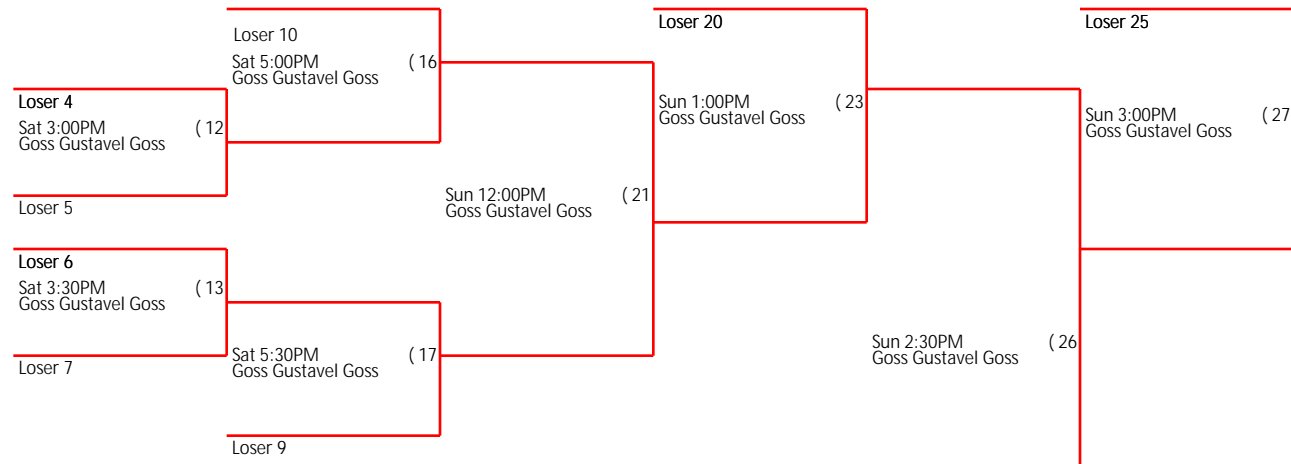 Loser 10
Sat 5:00PM ( 16
Goss Gustavel Goss
Loser 4
Sat 3:00PM ( 12
Goss Gustavel Goss
Loser 5
Loser 6
Sat 3:30PM ( 13
Goss Gustavel Goss
Loser 7
Sat 5:30PM ( 17
Goss Gustavel Goss
Loser 9
Sun 12:00PM ( 21
Goss Gustavel Goss
Loser 20
Sun 1:00PM ( 23
Goss Gustavel Goss
Sun 2:30PM ( 26
Goss Gustavel Goss
Loser 25
Sun 3:00PM ( 27
Goss Gustavel Goss